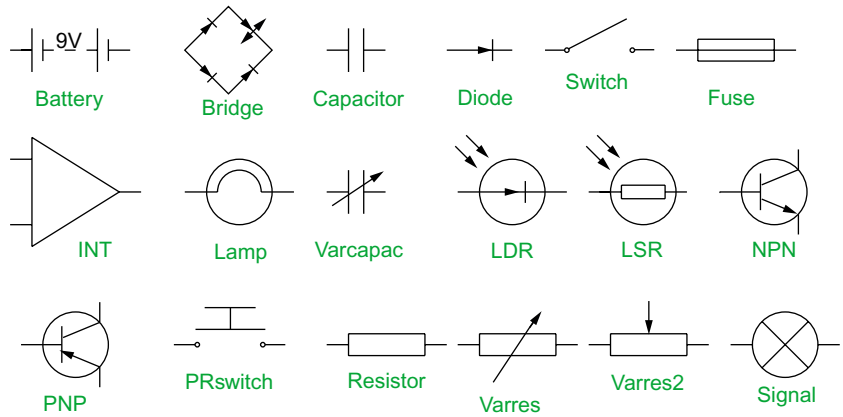 9V
Battery
Bridge
Capacitor
Diode
Switch
Fuse
INT
Lamp
Varcapac
LDR
LSR
NPN
PNP
PRswitch
Resistor
Varres
Varres2
Signal